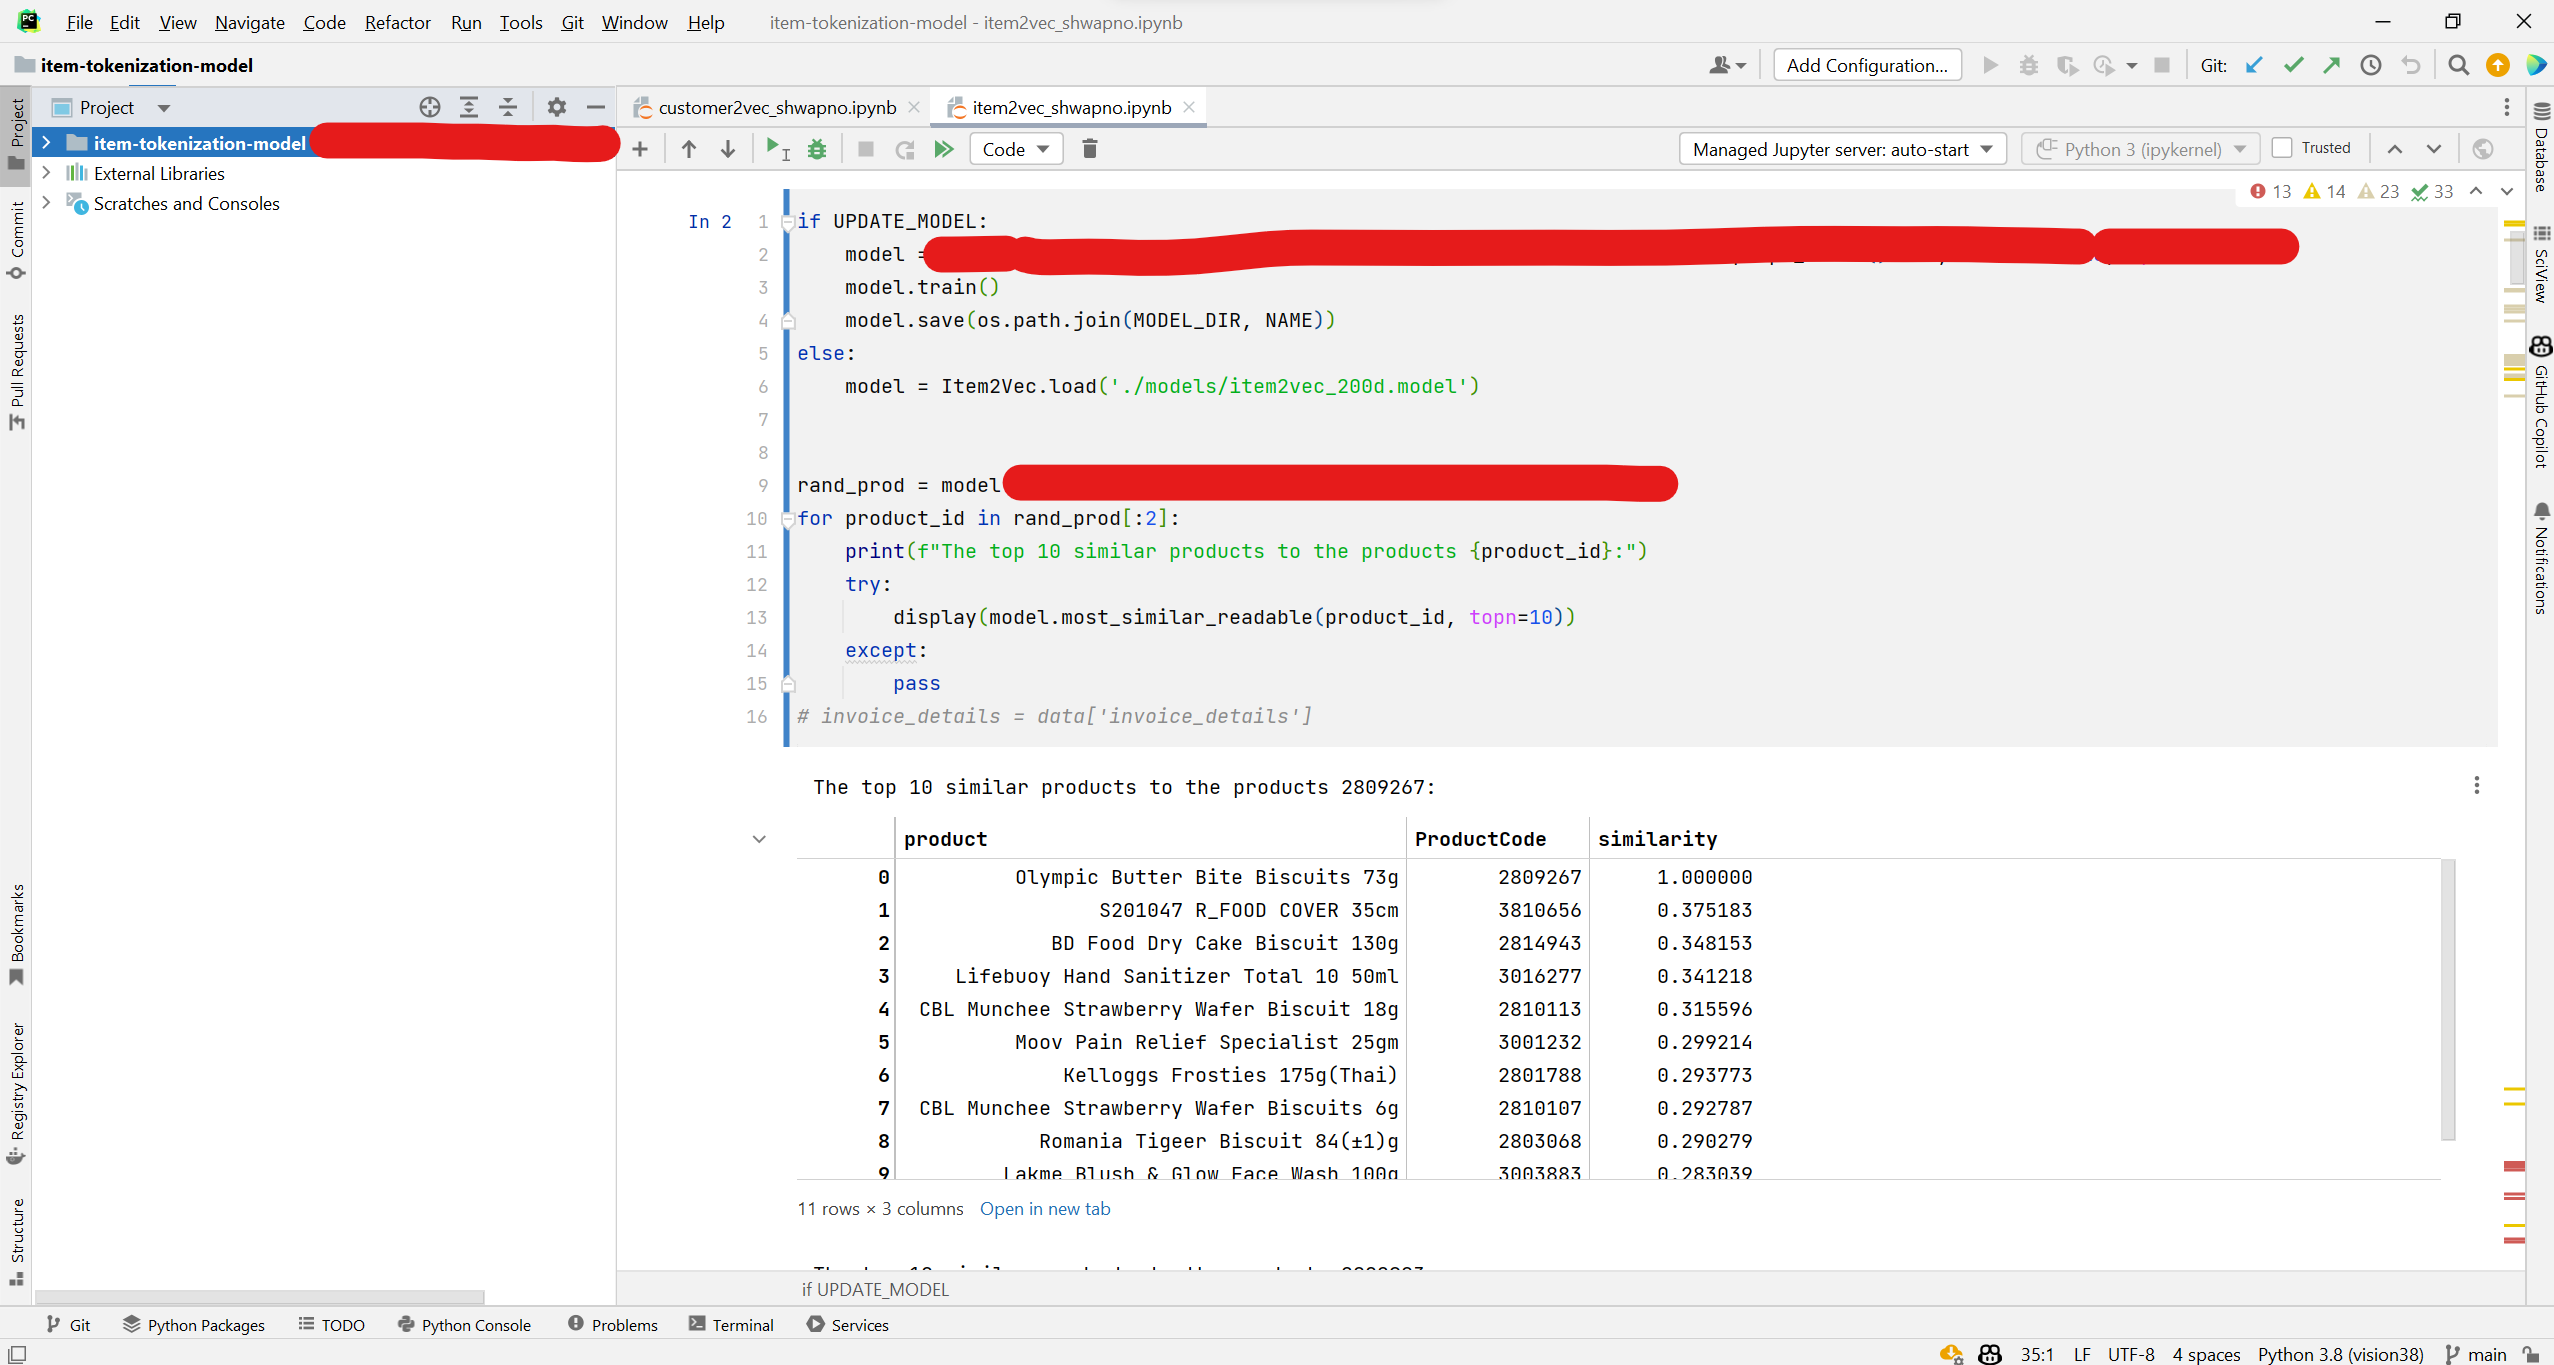 File Edit View Navigate Code Refactor Run Tools Git Window Help item-tokenization-model - item2vec_shwapno.ipynb
item-tokenization-model Add Configuration... Git:
Project customer2vec_shwapno.ipynb item2vec_shwapno.ipynb
item-tokenization-model Code Managed Jupyter server: auto-start Python 3 (ipykernel) Trusted
External Libraries
Scratches and Consoles
13 14 23 33
In 2
1 if UPDATE_MODEL:
2 model =
3 model.train()
4 model.save(os.path.join(MODEL_DIR, NAME))
5 else:
6 model = Item2Vec.load('./models/item2vec_200d.model')
7
8
9 rand_prod = model
10 for product_id in rand_prod[:2]:
11 print(f"The top 10 similar products to the products {product_id}:")
12 try:
13 display(model.most_similar_readable(product_id, topn=10))
14 except:
15 pass
16 # invoice_details = data['invoice_details']
The top 10 similar products to the products 2809267:
product ProductCode similarity
0 Olympic Butter Bite Biscuits 73g 2809267 1.000000
1 S201047 R_FOOD COVER 35cm 3810656 0.375183
2 BD Food Dry Cake Biscuit 130g 2814943 0.348153
3 Lifebuoy Hand Sanitizer Total 10 50ml 3016277 0.341218
4 CBL Munchee Strawberry Wafer Biscuit 18g 2810113 0.315596
5 Moov Pain Relief Specialist 25gm 3001232 0.299214
6 Kelloggs Frosties 175g(Thai) 2801788 0.293773
7 CBL Munchee Strawberry Wafer Biscuits 6g 2810107 0.292787
8 Romania Tigeer Biscuit 84(±1)g 2803068 0.290279
9 Lakme Blush & Glow Face Wash 100g 3003883 0.283039
11 rows × 3 columns Open in new tab
if UPDATE_MODEL
Project
Commit
Pull Requests
Bookmarks
Registry Explorer
Structure
Database
SciView
GitHub Copilot
Notifications
Git Python Packages TODO Python Console Problems Terminal Services
35:1 LF UTF-8 4 spaces Python 3.8 (vision38) main